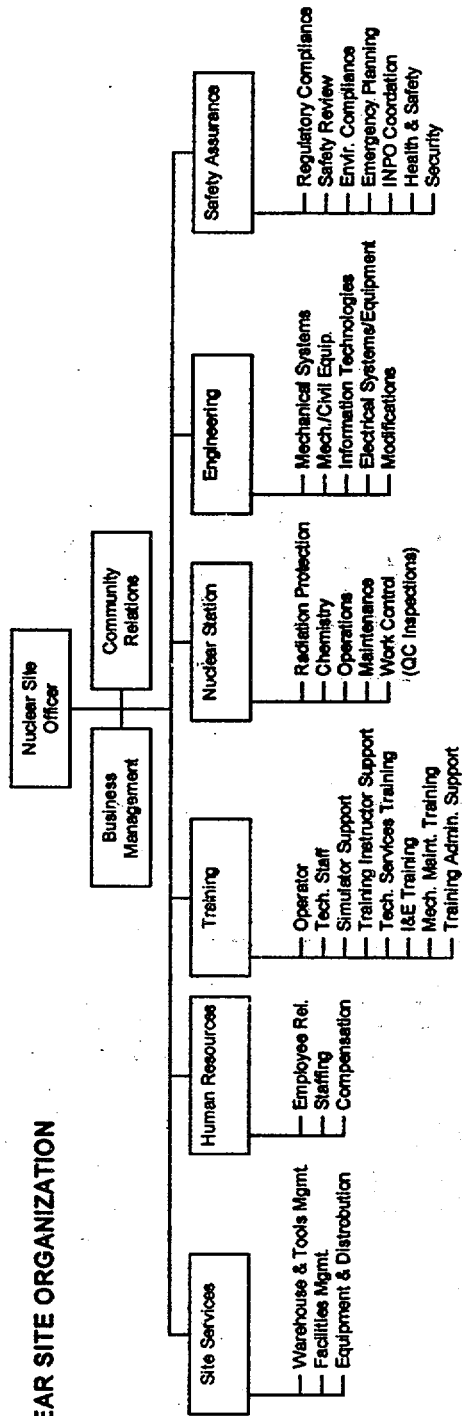 EAR SITE ORGANIZATION
Nuclear Site
Officer
Business
Management
Community
Relations
Site Services
Warehouse & Tools Mgmt.
Facilities Mgmt.
Equipment & Distrobution
Human Resources
Employee Rel.
Staffing
Compensation
Training
Operator
Tech. Staff
Simulator Support
Training Instructor Support
Tech. Services Training
I&E Training
Mech. Maint. Training
Training Admin. Support
Nuclear Station
Radiation Protection
Chemistry
Operations
Maintenance
Work Control
(QC Inspections)
Engineering
Mechanical Systems
Mech./Civil Equip.
Information Technologies
Electrical Systems/Equipment
Modifications
Safety Assurance
Regulatory Compliance
Safety Review
Envir. Compliance
Emergency Planning
INPO Coordation
Health & Safety
Security